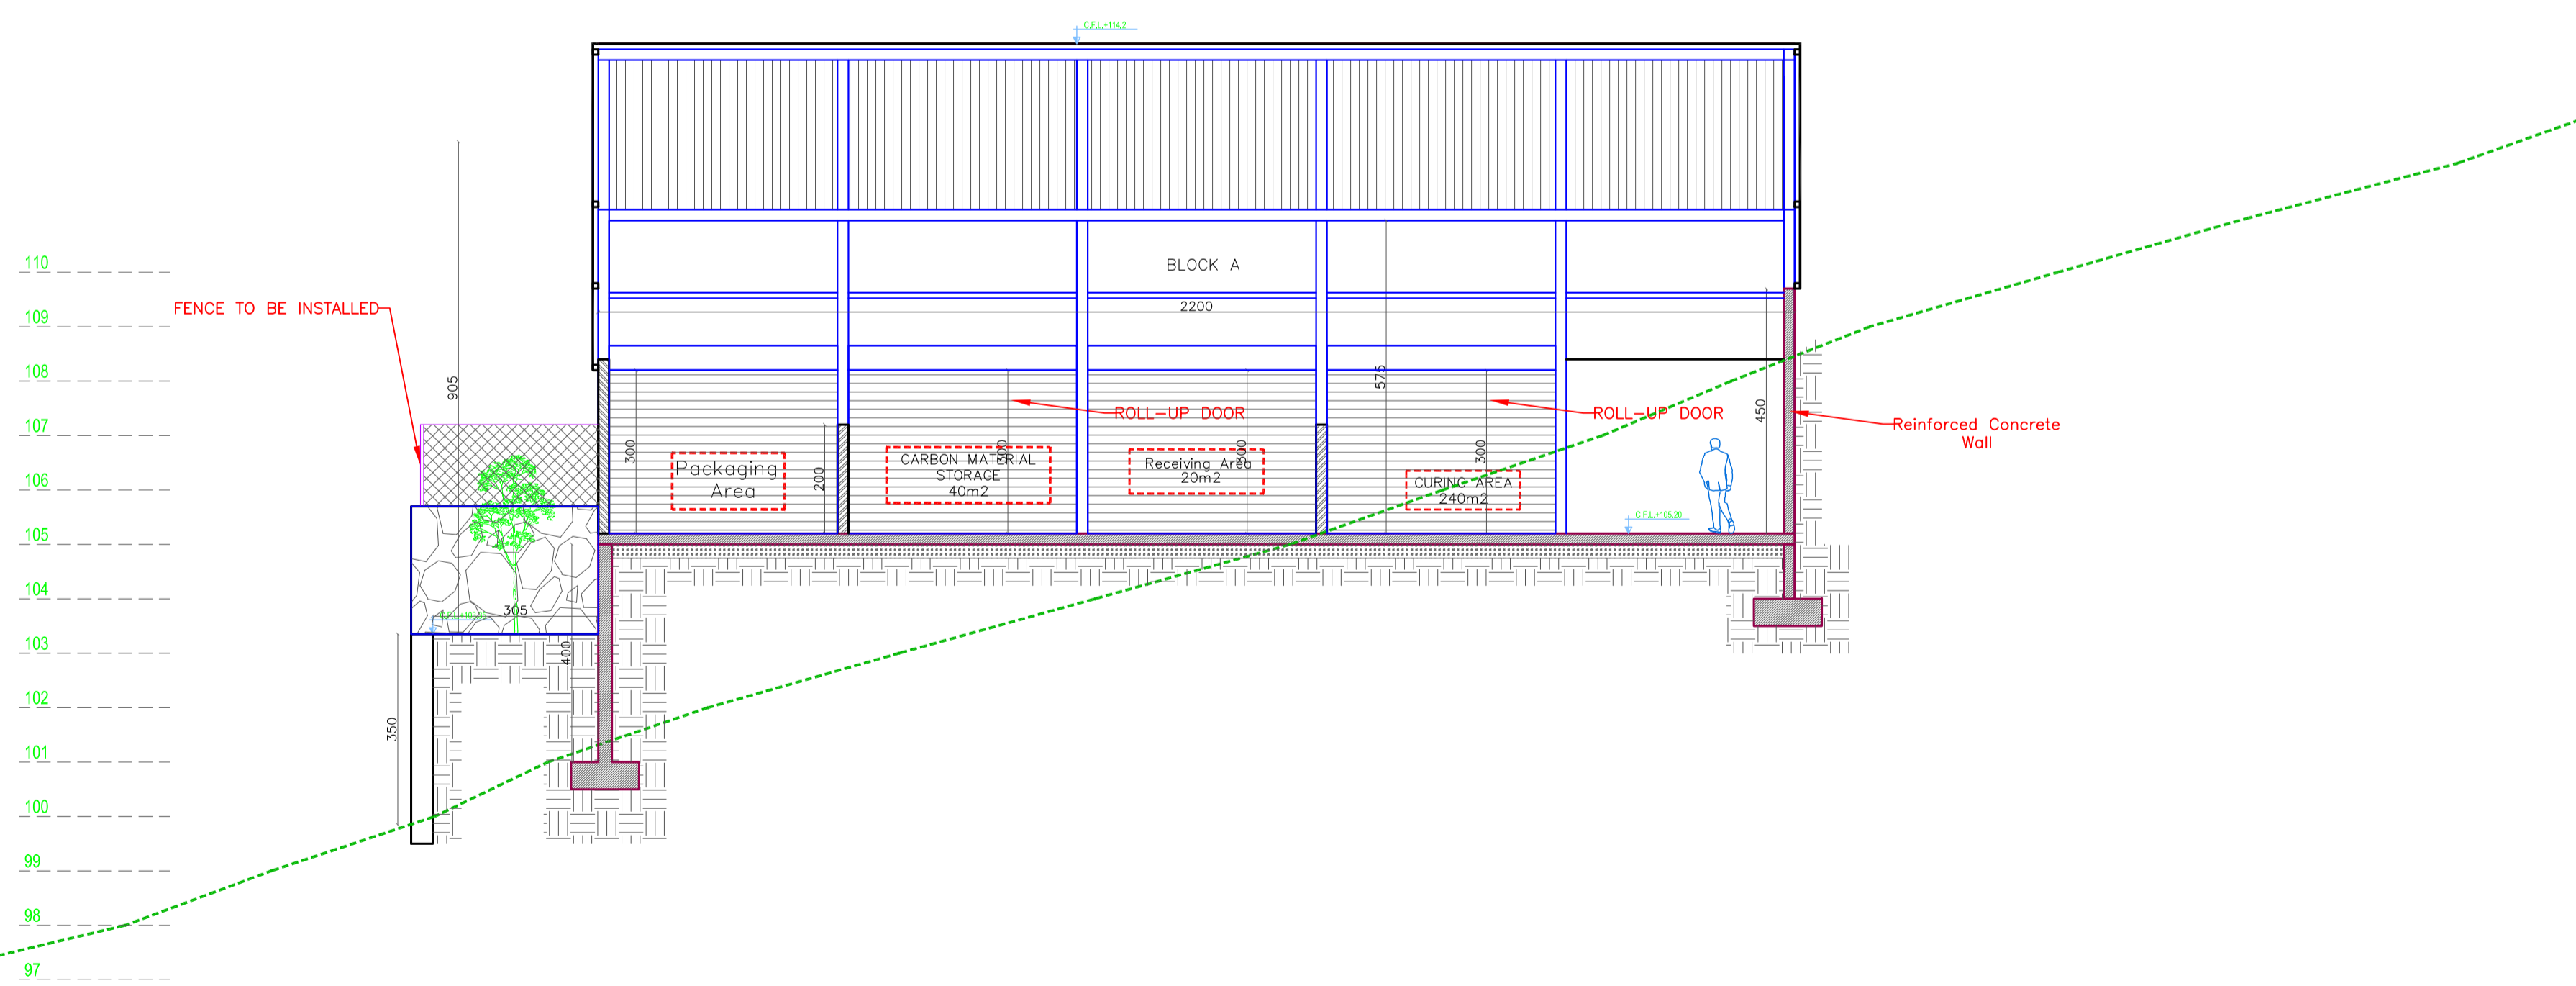 C.F.L.+114,2
110
109
108
107
106
105
104
103
102
101
100
99
98
97
FENCE TO BE INSTALLED
905
BLOCK A
2200
575
ROLL-UP DOOR
ROLL-UP DOOR
450
Reinforced Concrete
Wall
300
Packaging
Area
200
CARBON MATERIAL
STORAGE
40m2
300
Receiving Area
20m2
300
CURING AREA
240m2
300
C.F.L.+105,20
305
400
350